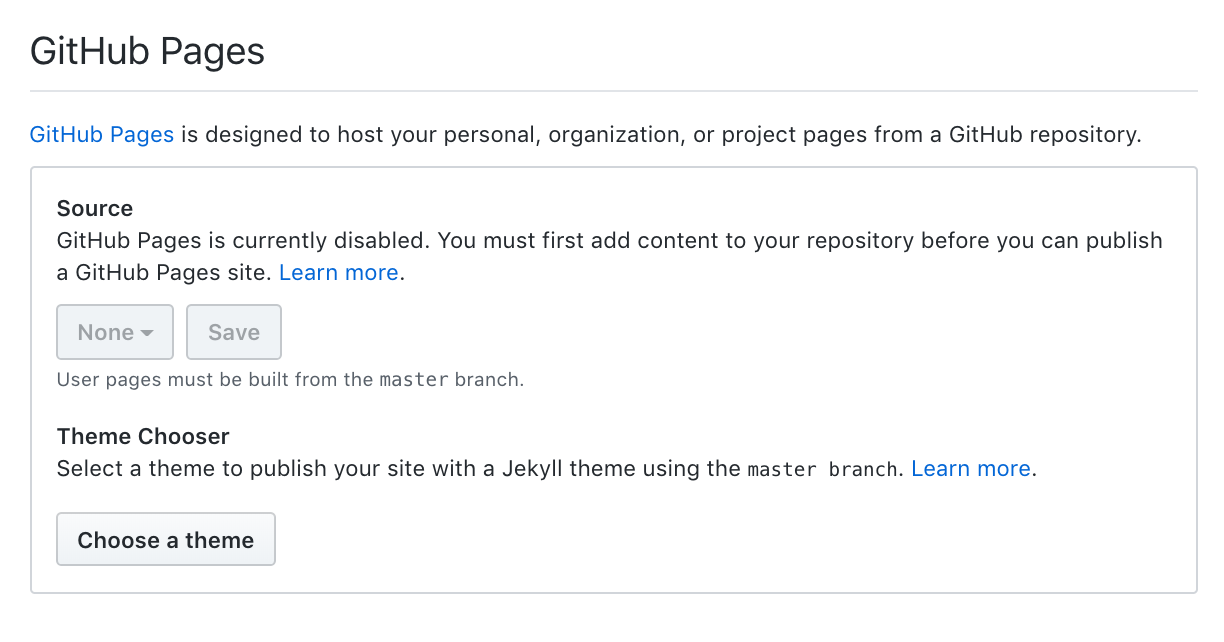 GitHub Pages
GitHub Pages is designed to host your personal, organization, or project pages from a GitHub repository.
Source
GitHub Pages is currently disabled. You must first add content to your repository before you can publish
a GitHub Pages site. Learn more.
None Save
User pages must be built from the master branch.
Theme Chooser
Select a theme to publish your site with a Jekyll theme using the master branch. Learn more.
Choose a theme